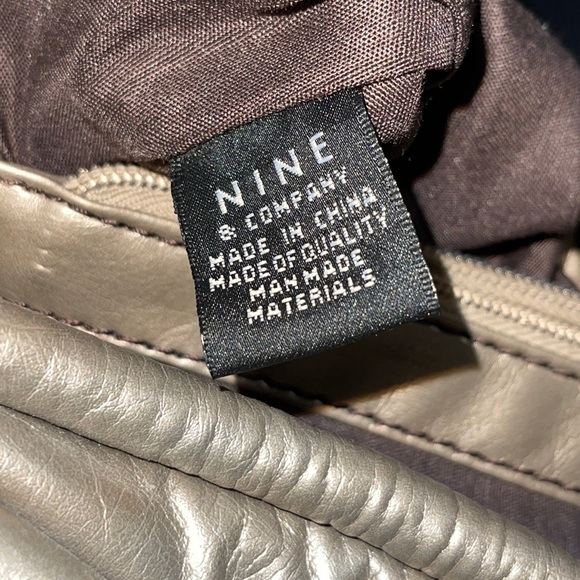 NINE
& COMPANY
MADE IN CHINA
MADE OF QUALITY
MAN MADE
MATERIALS